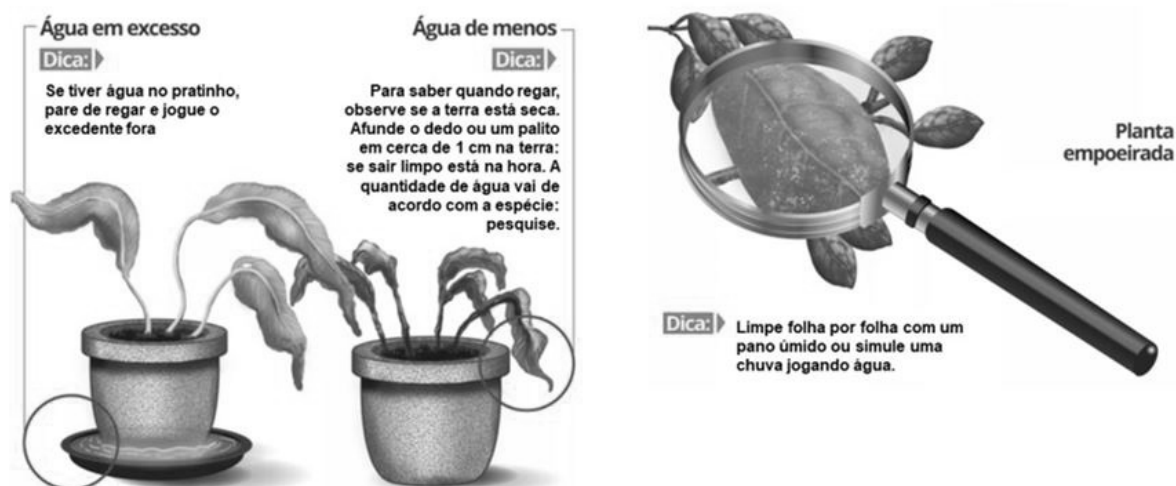 Água em excesso
Dica:
Se tiver água no pratinho,
pare de regar e jogue o
excedente fora
Água de menos
Dica:
Para saber quando regar,
observe se a terra está seca.
Afunde o dedo ou um palito
em cerca de 1 cm na terra:
se sair limpo está na hora. A
quantidade de água vai de
acordo com a espécie:
pesquise.
Planta
empoeirada
Dica:
Limpe folha por folha com um
pano úmido ou simule uma
chuva jogando água.